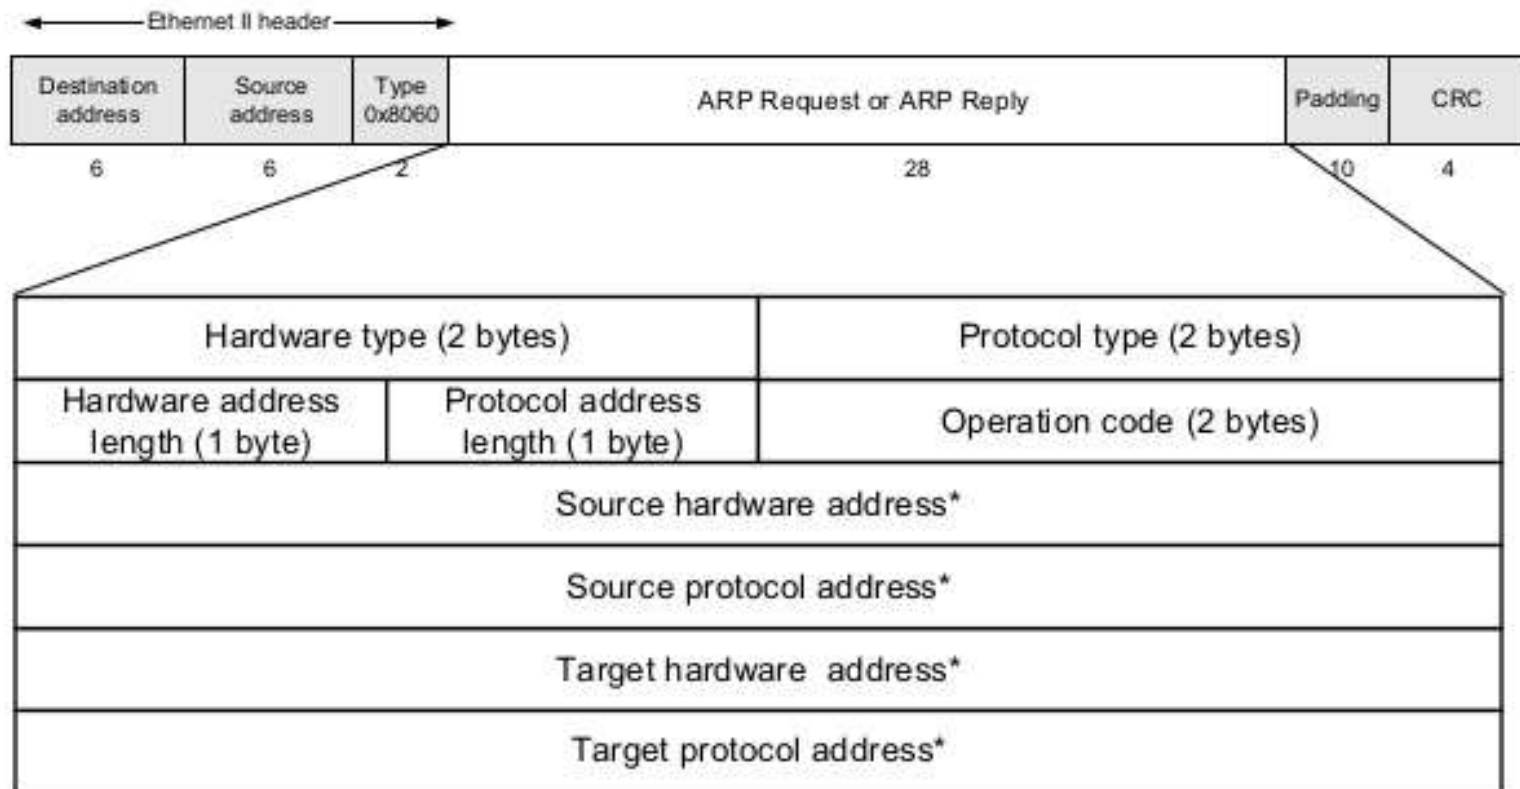 Ethernet II header
Destination
address
Source
address
Type
0x8060
ARP Request or ARP Reply
Padding
CRC
6
6
2
28
10
4
Hardware type (2 bytes)
Protocol type (2 bytes)
Hardware address
length (1 byte)
Protocol address
length (1 byte)
Operation code (2 bytes)
Source hardware address*
Source protocol address*
Target hardware address*
Target protocol address*